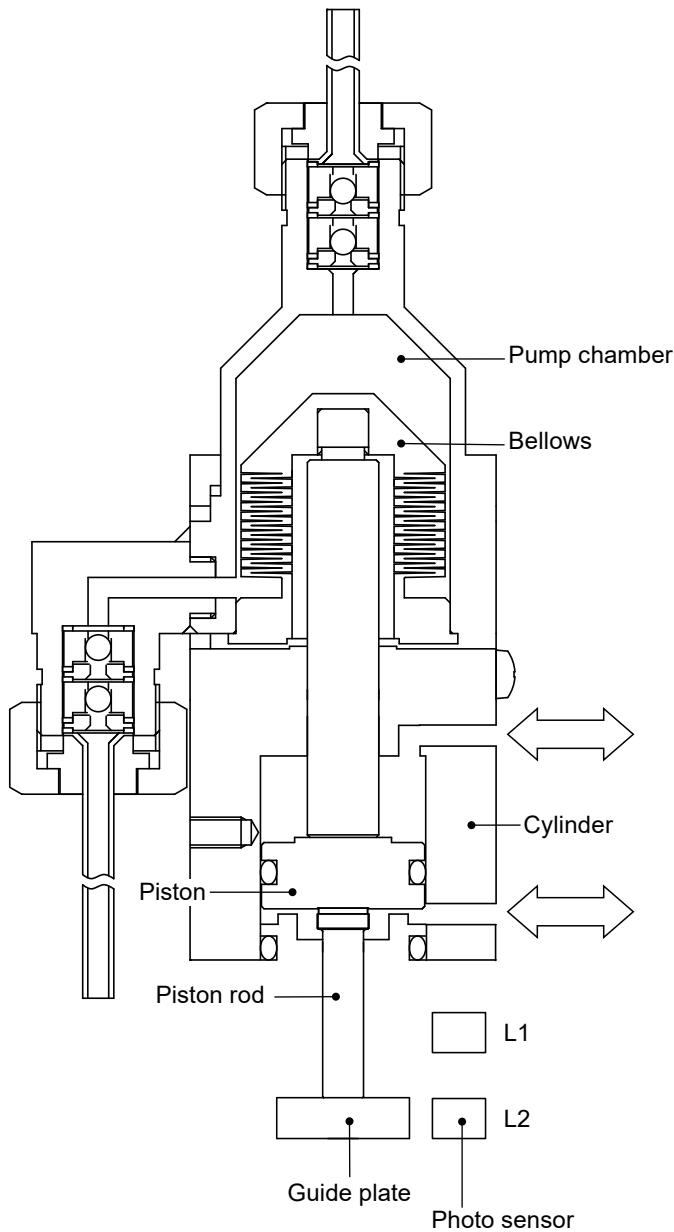 Pump chamber
Bellows
Cylinder
Piston
Piston rod
L1
L2
Guide plate
Photo sensor